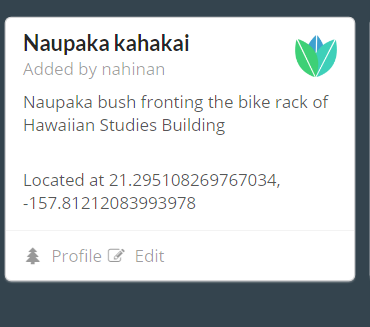 Naupaka kahakai
Added by nahinan
Naupaka bush fronting the bike rack of
Hawaiian Studies Building
Located at 21.295108269767034,
-157.81212083993978
Profile Edit